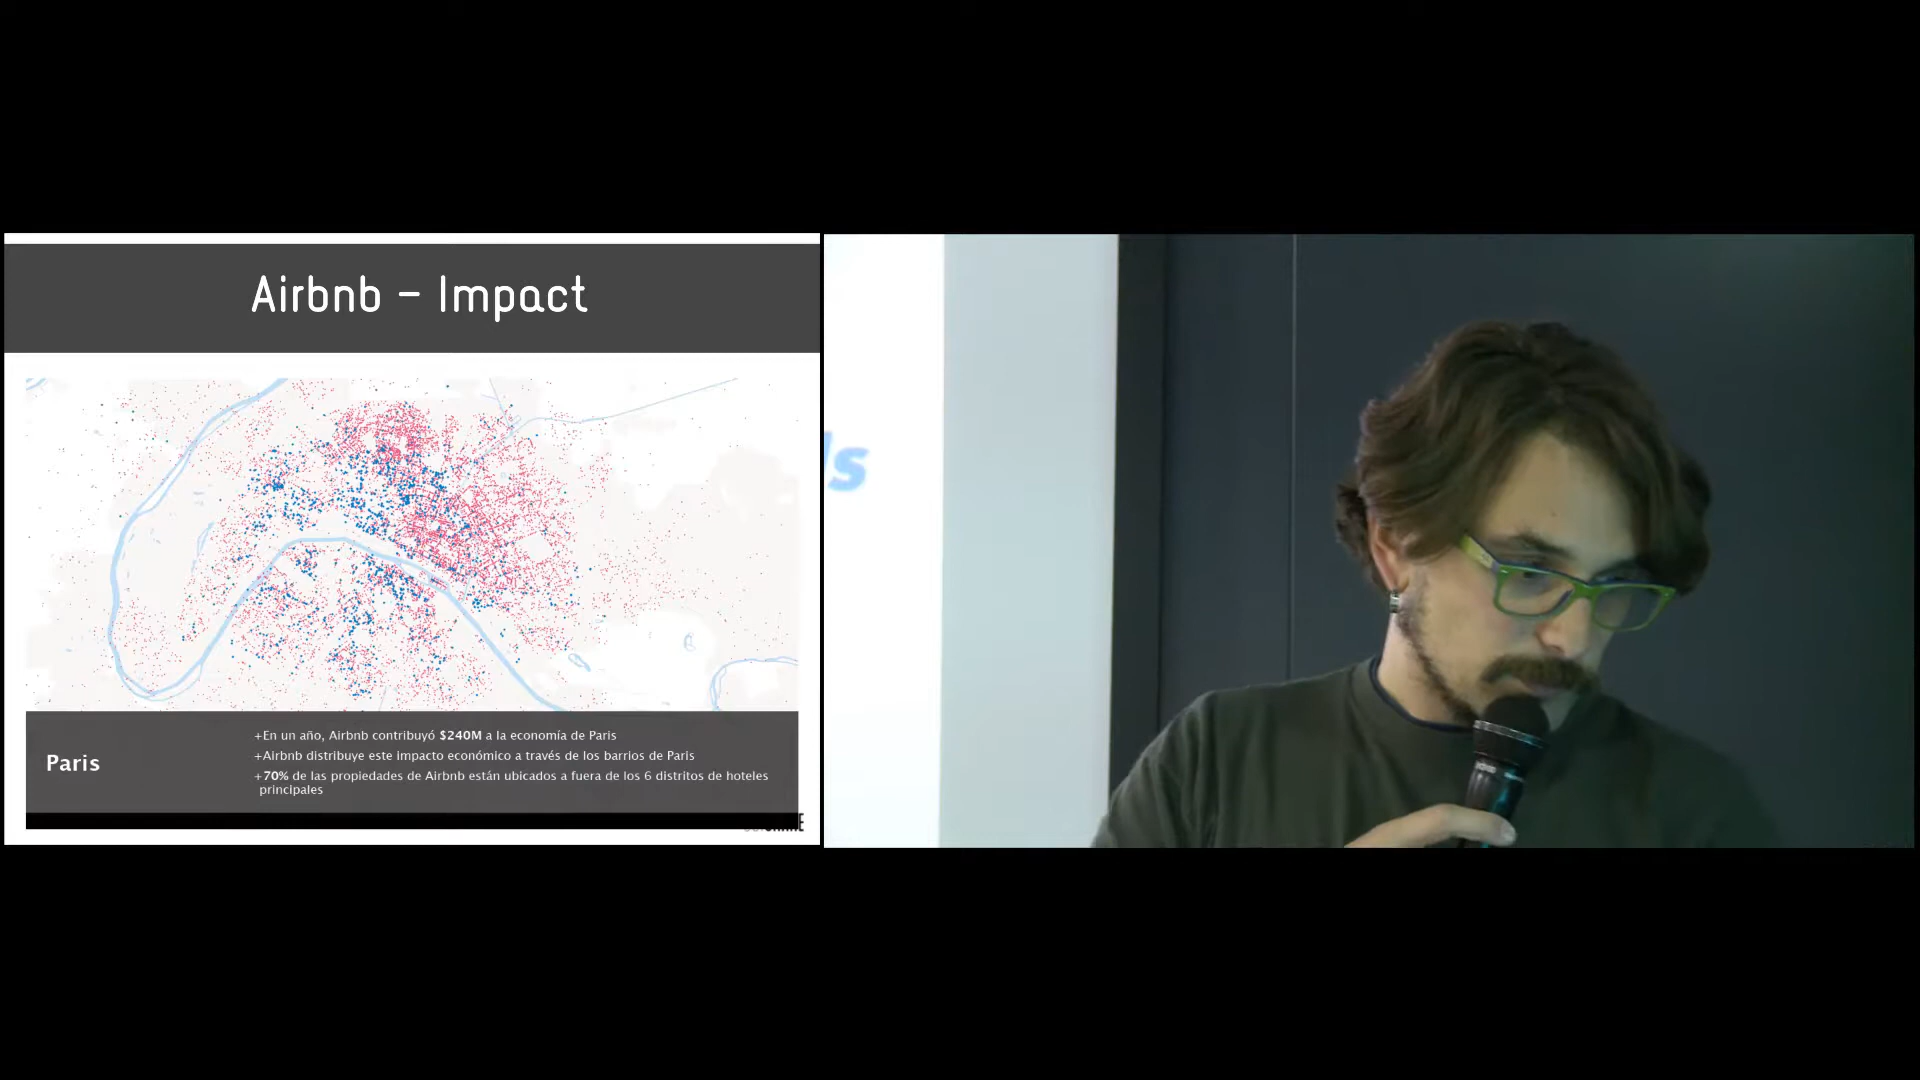 Airbnb – Impact
Paris
+En un año, Airbnb contribuyó $240M a la economía de Paris
+Airbnb distribuye este impacto económico a través de los barrios de Paris
+70% de las propiedades de Airbnb están ubicados a fuera de los 6 distritos de hoteles
principales
ls